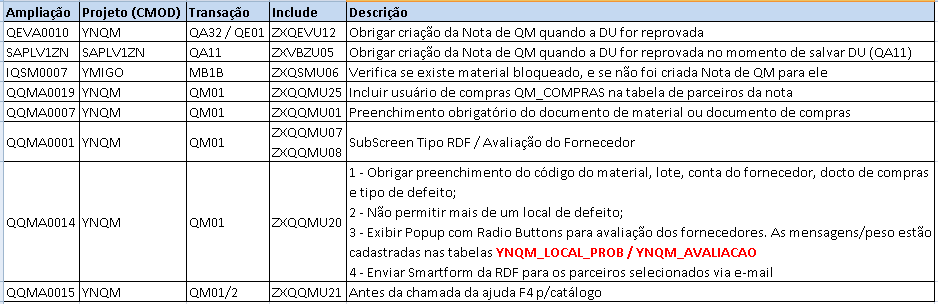 Ampliação Projeto (CMOD) Transação Include Descrição
QEVA0010 YNQM QA32 / QE01 ZXQEVU12 Obrigar criação da Nota de QM quando a DU for reprovada
SAPLV1ZN SAPLV1ZN QA11 ZXVBZU05 Obrigar criação da Nota de QM quando a DU for reprovada no momento de salvar DU (QA11)
IQSM0007 YMIGO MB1B ZXQSMU06 Verifica se existe material bloqueado, e se não foi criada Nota de QM para ele
QQMA0019 YNQM QM01 ZXQQMU25 Incluir usuário de compras QM_COMPRAS na tabela de parceiros da nota
QQMA0007 YNQM QM01 ZXQQMU01 Preenchimento obrigatório do documento de material ou documento de compras
QQMA0001 YNQM QM01 ZXQQMU07
ZXQQMU08 SubScreen Tipo RDF / Avaliação do Fornecedor
QQMA0014 YNQM QM01 ZXQQMU20 1 - Obrigar preenchimento do código do material, lote, conta do fornecedor, docto de compras
e tipo de defeito;
2 - Não permitir mais de um local de defeito;
3 - Exibir Popup com Radio Buttons para avaliação dos fornecedores. As mensagens/peso estão
cadastradas nas tabelas YNQM_LOCAL_PROB / YNQM_AVALIACAO
4 - Enviar Smartform da RDF para os parceiros selecionados via e-mail
QQMA0015 YNQM QM01/2 ZXQQMU21 Antes da chamada da ajuda F4 p/catálogo